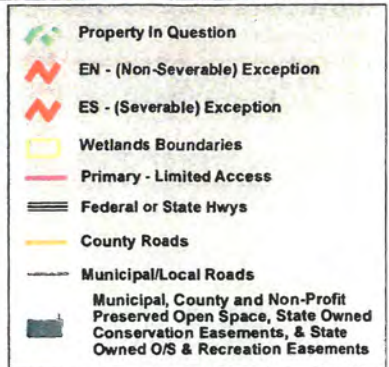 Property In Question
EN - (Non-Severable) Exception
ES - (Severable) Exception
Wetlands Boundaries
Primary - Limited Access
Federal or State Hwys
County Roads
Municipal/Local Roads
Municipal, County and Non-Profit
Preserved Open Space, State Owned
Conservation Easements, & State
Owned O/S & Recreation Easements